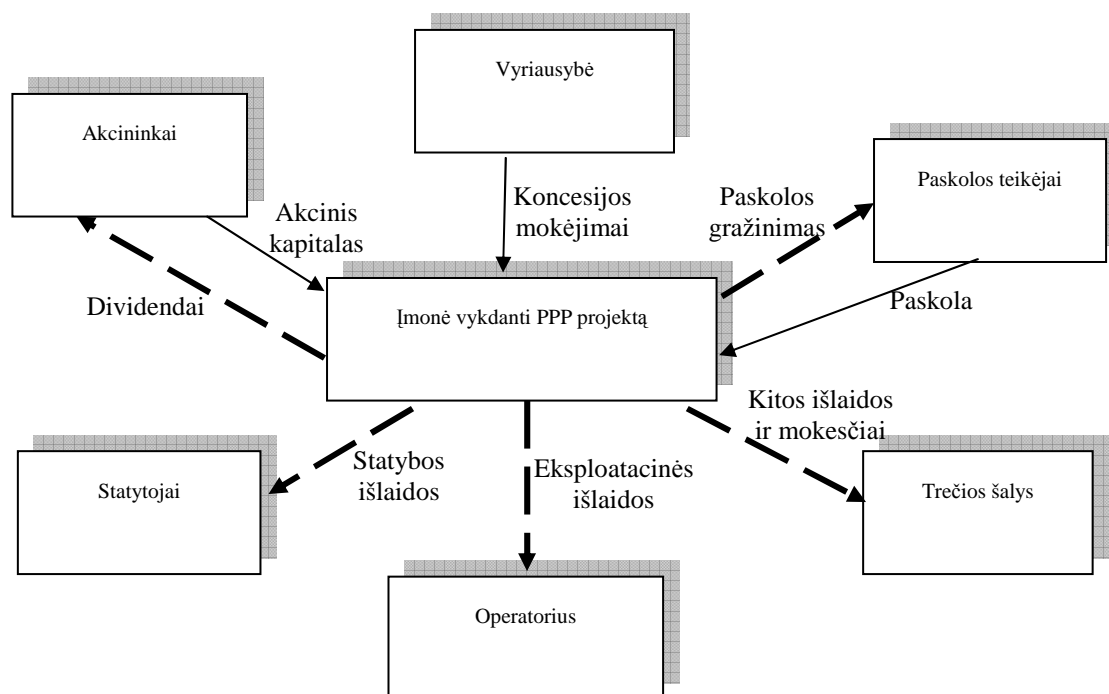 Vyriausybė
Akcininkai
Paskolos teikėjai
Akcinis
kapitalas
Koncesijos
mokėjimai
Paskolos
gražinimas
Dividendai
Įmonė vykdanti PPP projektą
Paskola
Statybos
išlaidos
Eksploatacinės
išlaidos
Kitos išlaidos
ir mokesčiai
Statytojai
Trečios šalys
Operatorius